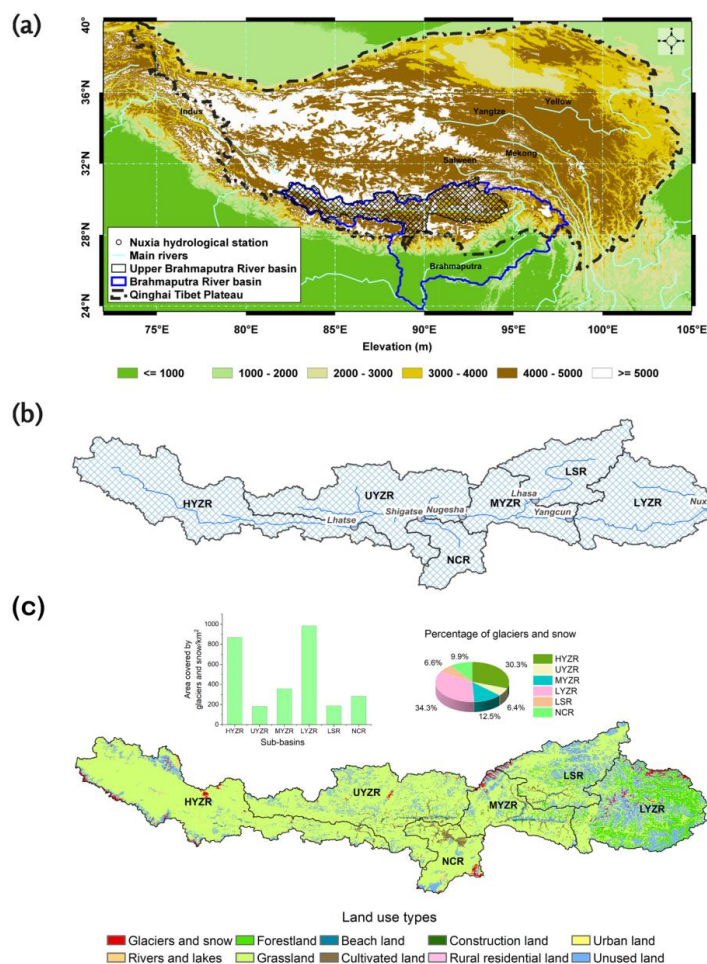 (a)
40°
36°N
32°N
28°N
24°N
Indus
Yangtze
Yellow
Mekong
Salween
Brahmaputra
Nuxia hydrological station
Main rivers
Upper Brahmaputra River basin
Brahmaputra River basin
Qinghai Tibet Plateau
75°E 80°E 85°E 90°E 95°E 100°E 105°E
Elevation (m)
<= 1000 1000 - 2000 2000 - 3000 3000 - 4000 4000 - 5000 >= 5000
(b)
HYZR
UYZR
MYZR
LSR
LYZR
NCR
Lhatse
Shigatse
Nugesha
Lhasa
Yangcun
Nux
(c)
Area covered by
glaciers and snow/km²
1000
800
600
400
200
0
HYZR UYZR MYZR LYZR LSR NCR
Sub-basins
Percentage of glaciers and snow
9.9%
6.6%
30.3%
34.3%
12.5%
6.4%
HYZR
UYZR
MYZR
LYZR
LSR
NCR
HYZR
UYZR
MYZR
LSR
LYZR
NCR
Land use types
Glaciers and snow Forestland Beach land Construction land Urban land
Rivers and lakes Grassland Cultivated land Rural residential land Unused land